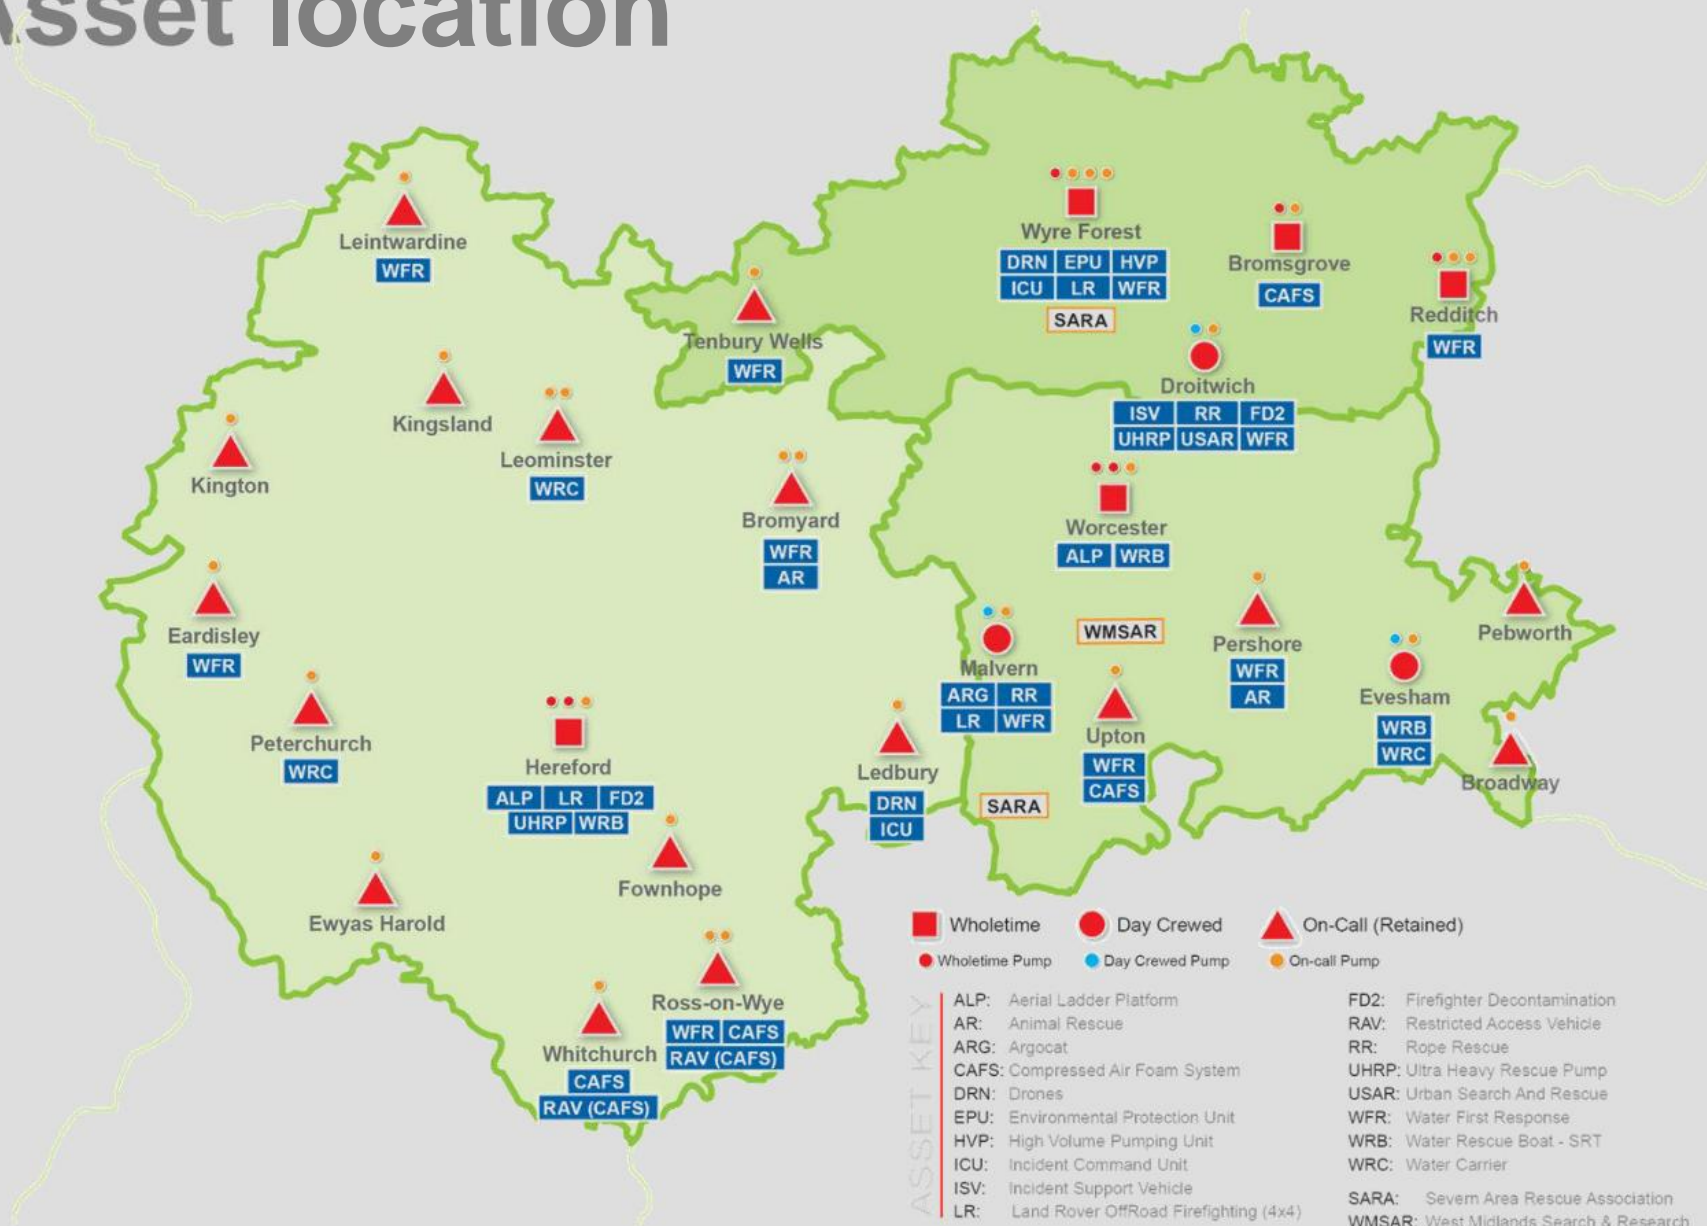 Asset location
Leintwardine
WFR
Wyre Forest
DRN EPU HVP
ICU LR WFR
SARA
Bromsgrove
CAFS
Redditch
WFR
Tenbury Wells
WFR
Droitwich
ISV RR FD2
UHRP USAR WFR
Kingsland
Leominster
WRC
Kington
Bromyard
WFR
AR
Worcester
ALP WRB
Eardisley
WFR
WMSAR
Malvern
ARG RR
LR WFR
Pershore
WFR
AR
Pebworth
Evesham
WRB
WRC
Peterchurch
WRC
Hereford
ALP LR FD2
UHRP WRB
Ledbury
DRN
ICU
Upton
WFR
CAFS
SARA
Broadway
Fownhope
Ewyas Harold
Ross-on-Wye
WFR CAFS
RAV (CAFS)
Whitchurch
CAFS
RAV (CAFS)
Wholetime Day Crewed On-Call (Retained)
Wholetime Pump Day Crewed Pump On-call Pump
ASSET KEY
ALP: Aerial Ladder Platform
AR: Animal Rescue
ARG: Argocat
CAFS: Compressed Air Foam System
DRN: Drones
EPU: Environmental Protection Unit
HVP: High Volume Pumping Unit
ICU: Incident Command Unit
ISV: Incident Support Vehicle
LR: Land Rover OffRoad Firefighting (4x4)
FD2: Firefighter Decontamination
RAV: Restricted Access Vehicle
RR: Rope Rescue
UHRP: Ultra Heavy Rescue Pump
USAR: Urban Search And Rescue
WFR: Water First Response
WRB: Water Rescue Boat - SRT
WRC: Water Carrier
SARA: Severn Area Rescue Association
WMSAR: West Midlands Search & Research